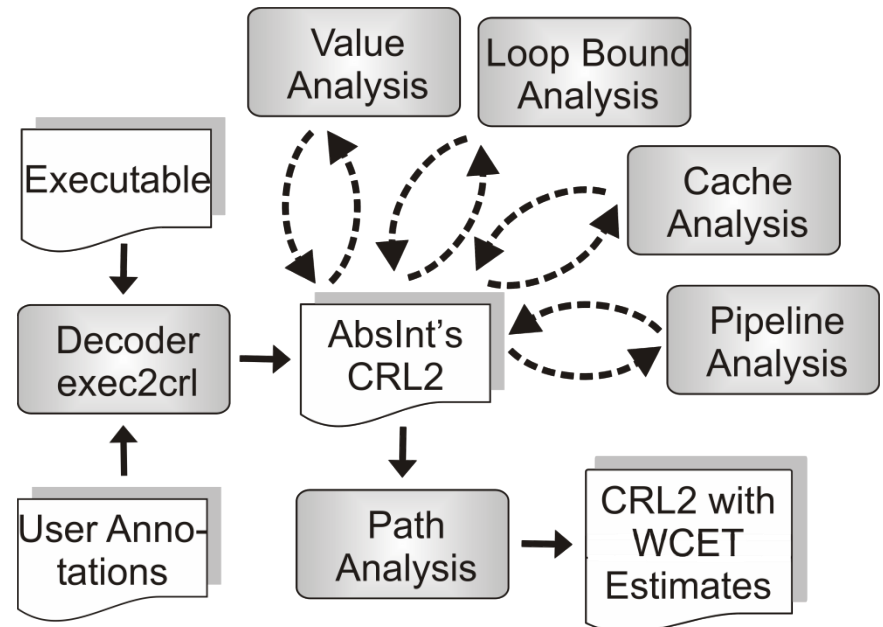 Value
Analysis
Loop Bound
Analysis
Executable
Cache
Analysis
Decoder
exec2crl
AbsInt's
CRL2
Pipeline
Analysis
User Anno-
tations
Path
Analysis
CRL2 with
WCET
Estimates